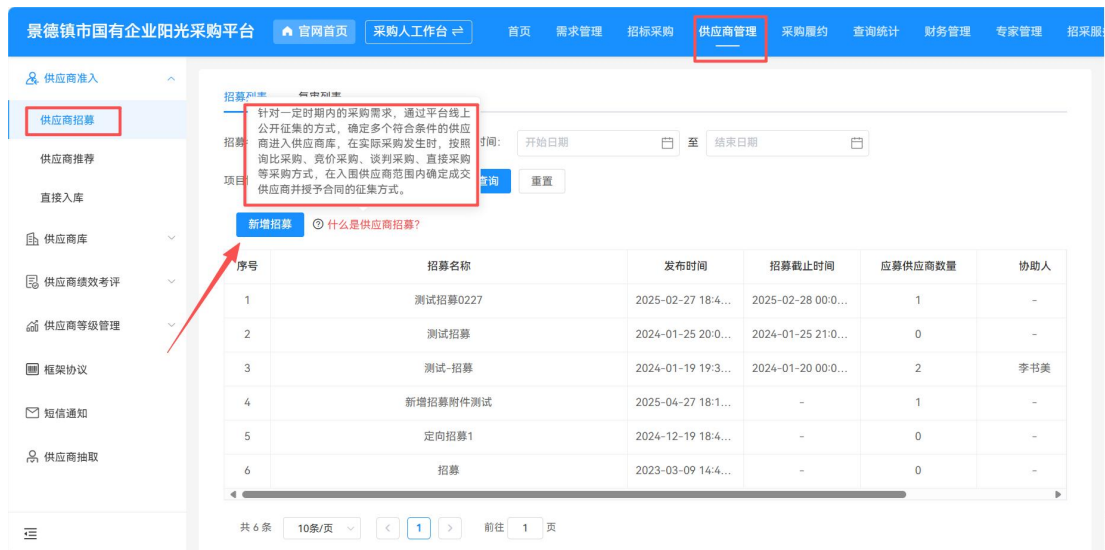 景德镇市国有企业阳光采购平台 官网首页 采购人工作台 首页 需求管理 招标采购 供应商管理 采购履约 查询统计 财务管理 专家管理 招采服
供应商准入
招募列表 复审列表
供应商招募
针对一定时期内的采购需求，通过平台线上
公开征集的方式，确定多个符合条件的供应
招募 商进入供应商库，在实际采购发生时，按照 时间: 开始日期 至 结束日期
询比采购、竞价采购、谈判采购、直接采购
供应商推荐
项目 等采购方式，在入围供应商范围内确定成交 查询 重置
供应商并授予合同的征集方式。
直接入库
新增招募 什么是供应商招募?
供应商库
序号 招募名称 发布时间 招募截止时间 应募供应商数量 协助人
供应商绩效考评
1 测试招募0227 2025-02-27 18:4... 2025-02-28 00:0... 1 -
供应商等级管理
2 测试招募 2024-01-25 20:0... 2024-01-25 21:0... 0 -
框架协议
3 测试-招募 2024-01-19 19:3... 2024-01-20 00:0... 2 李书美
4 新增招募附件测试 2025-04-27 18:1... - 1 -
短信通知
5 定向招募1 2024-12-19 18:4... - 0 -
供应商抽取
6 招募 2023-03-09 14:4... - 0 -
共 6 条 10条/页 1 前往 1 页